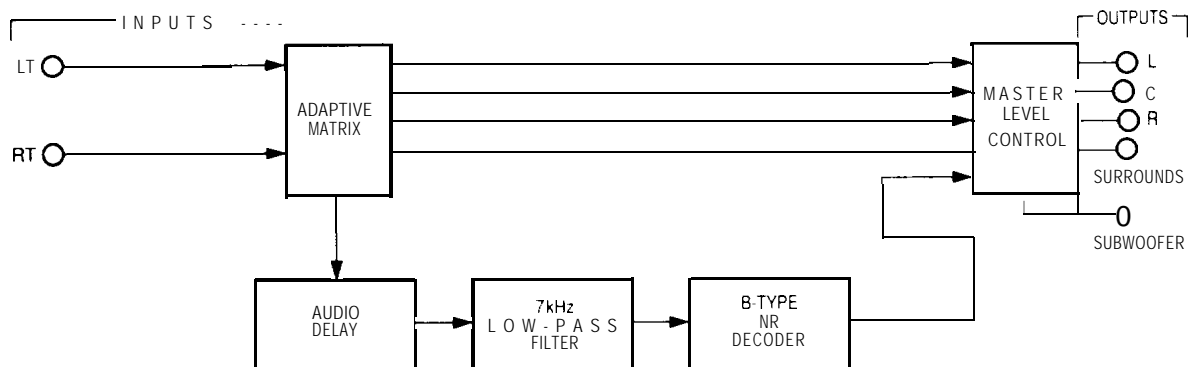 INPUTS ----
OUTPUTS
LT
RT
ADAPTIVE
MATRIX
MASTER
LEVEL
CONTROL
L
C
R
SURROUNDS
SUBWOOFER
AUDIO
DELAY
7kHz
LOW-PASS
FILTER
B-TYPE
NR
DECODER